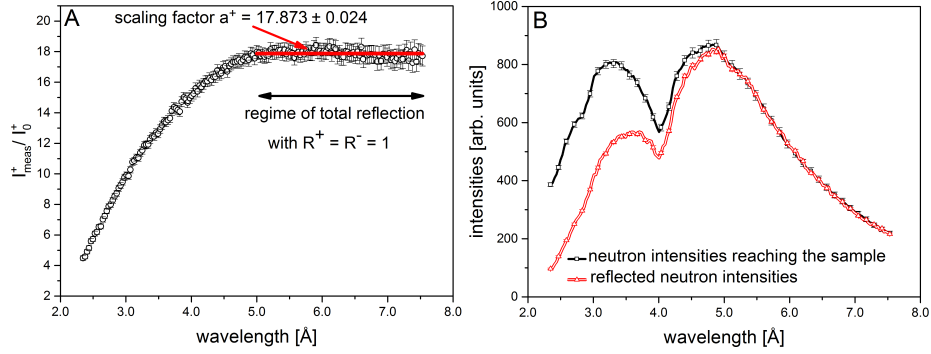 A
scaling factor a⁺ = 17.873 ± 0.024
20
18
16
14
12
10
8
6
4
2
I⁺meas/ I⁺0
regime of total reflection
with R⁺ = R⁻ = 1
2.0 3.0 4.0 5.0 6.0 7.0 8.0
wavelength [Å]
B
1000
800
600
400
200
0
intensities [arb. units]
neutron intensities reaching the sample
reflected neutron intensities
2.0 3.0 4.0 5.0 6.0 7.0 8.0
wavelength [Å]